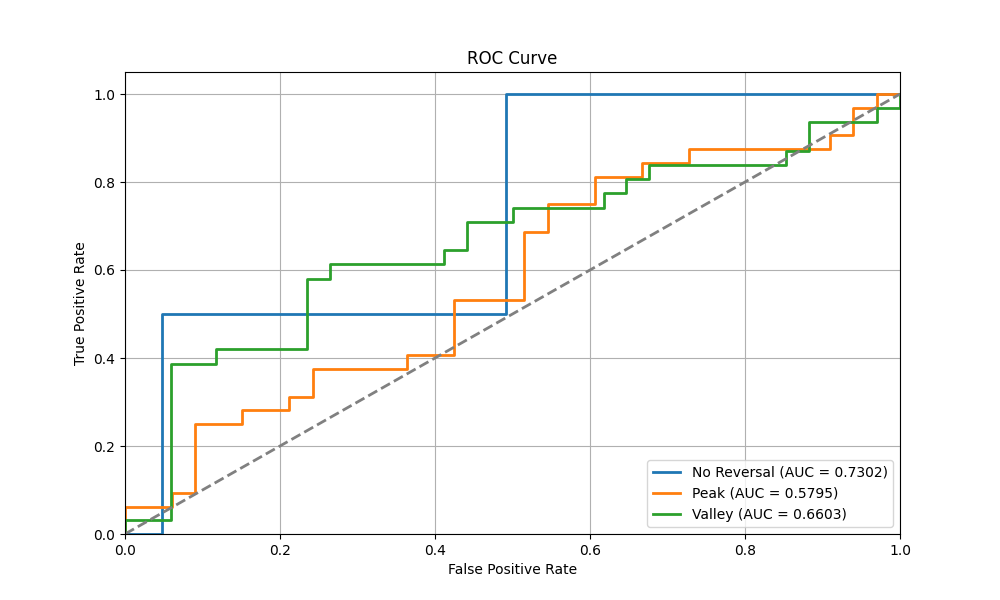 ROC Curve
1.0
0.8
0.6
0.4
0.2
0.0
True Positive Rate
0.0 0.2 0.4 0.6 0.8 1.0
False Positive Rate
No Reversal (AUC = 0.7302)
Peak (AUC = 0.5795)
Valley (AUC = 0.6603)